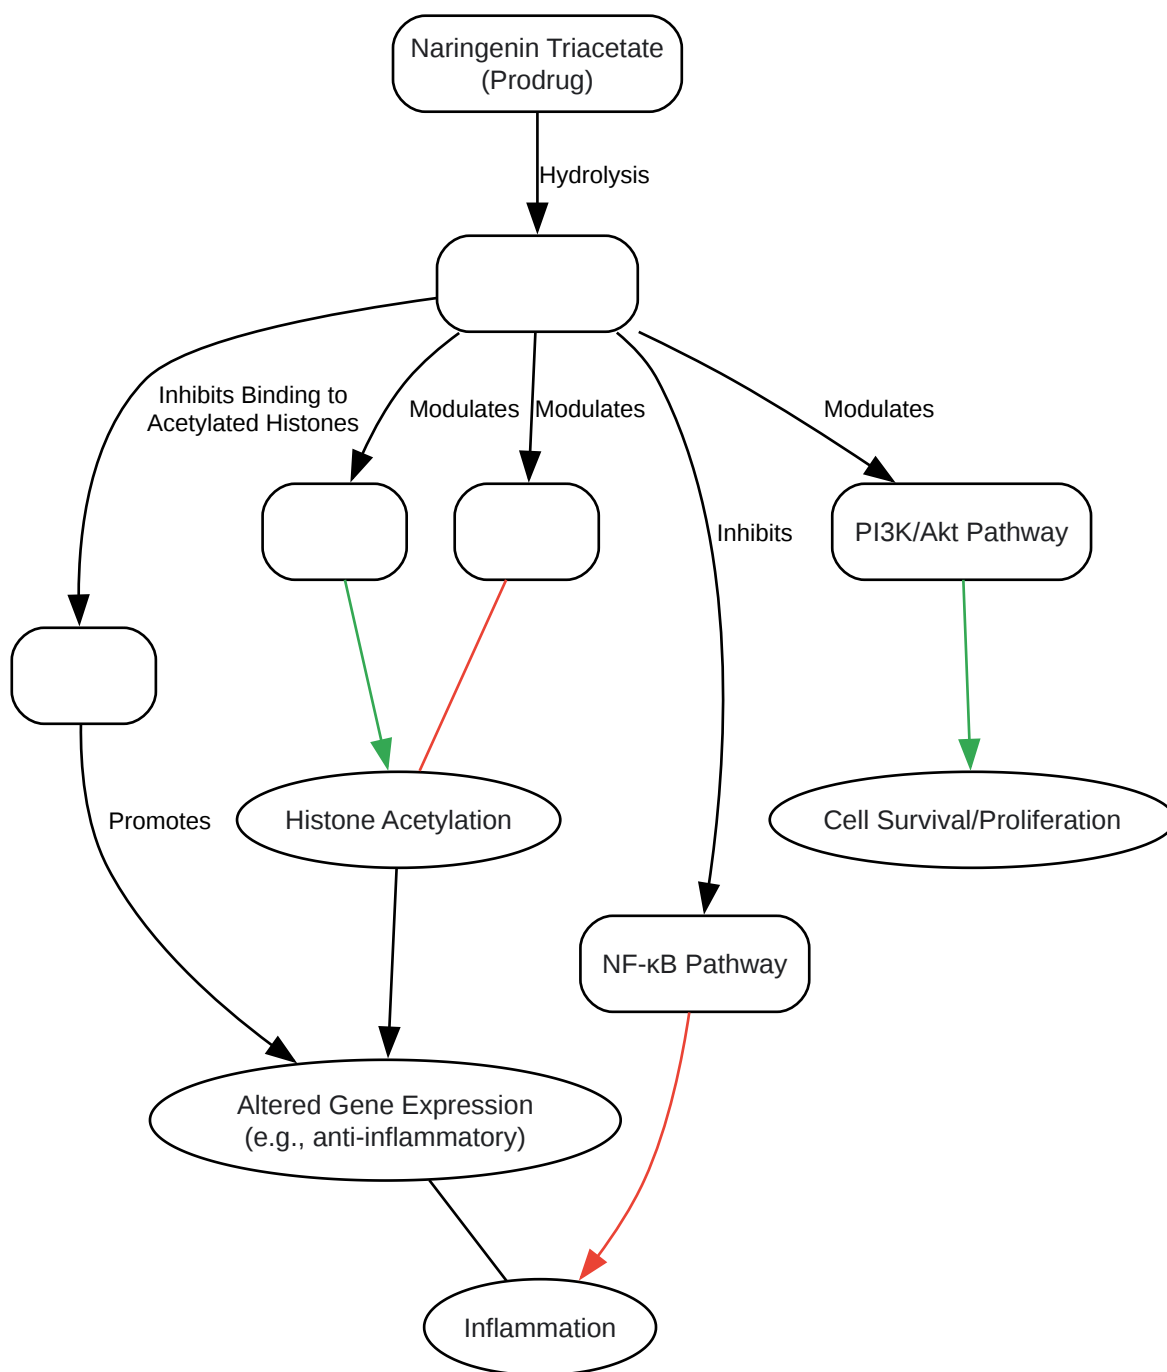 Naringenin Triacetate
(Prodrug)
Hydrolysis
Inhibits Binding to
Acetylated Histones
Modulates
Modulates
Modulates
Inhibits
PI3K/Akt Pathway
Promotes
Histone Acetylation
Cell Survival/Proliferation
NF-κB Pathway
Altered Gene Expression
(e.g., anti-inflammatory)
Inflammation